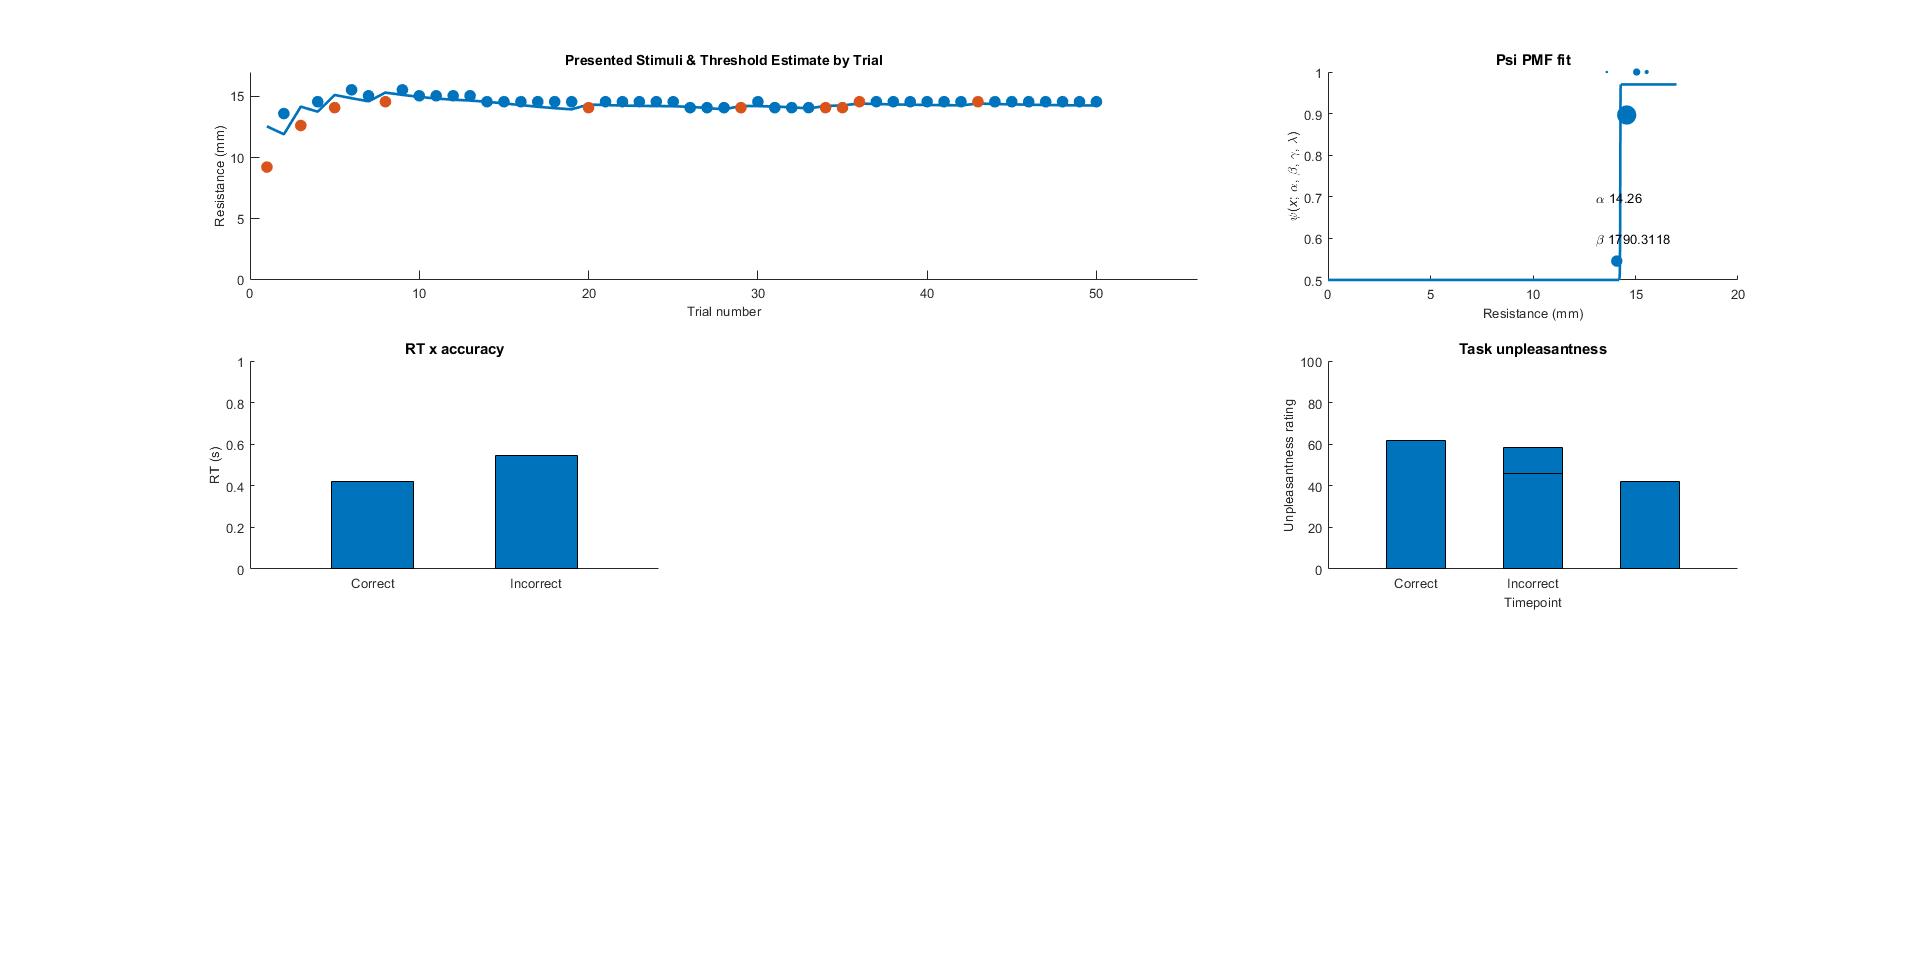 Presented Stimuli & Threshold Estimate by Trial
Resistance (mm)
15
10
5
0
0 10 20 30 40 50
Trial number
Psi PMF fit
ψ(x; α, β, γ, λ)
1
0.9
0.8
0.7
0.6
0.5
α 14.26
β 1790.3118
0 5 10 15 20
Resistance (mm)
RT x accuracy
RT (s)
1
0.8
0.6
0.4
0.2
0
Correct Incorrect
Task unpleasantness
Unpleasantness rating
100
80
60
40
20
0
Correct Incorrect
Timepoint